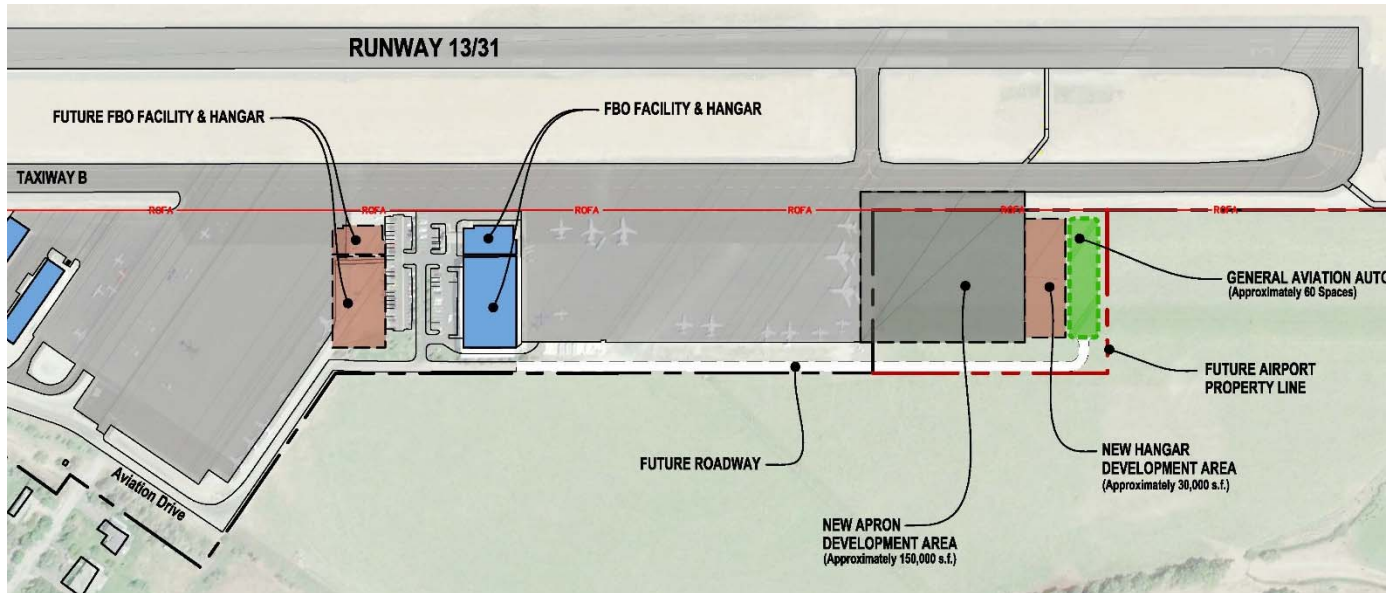 RUNWAY 13/31
FUTURE FBO FACILITY & HANGAR
FBO FACILITY & HANGAR
TAXIWAY B
ROFA
ROFA
ROFA
ROFA
ROFA
ROFA
GENERAL AVIATION AUTO
(Approximately 60 Spaces)
FUTURE AIRPORT
PROPERTY LINE
FUTURE ROADWAY
NEW HANGAR
DEVELOPMENT AREA
(Approximately 30,000 s.f.)
Aviation Drive
NEW APRON
DEVELOPMENT AREA
(Approximately 150,000 s.f.)
31